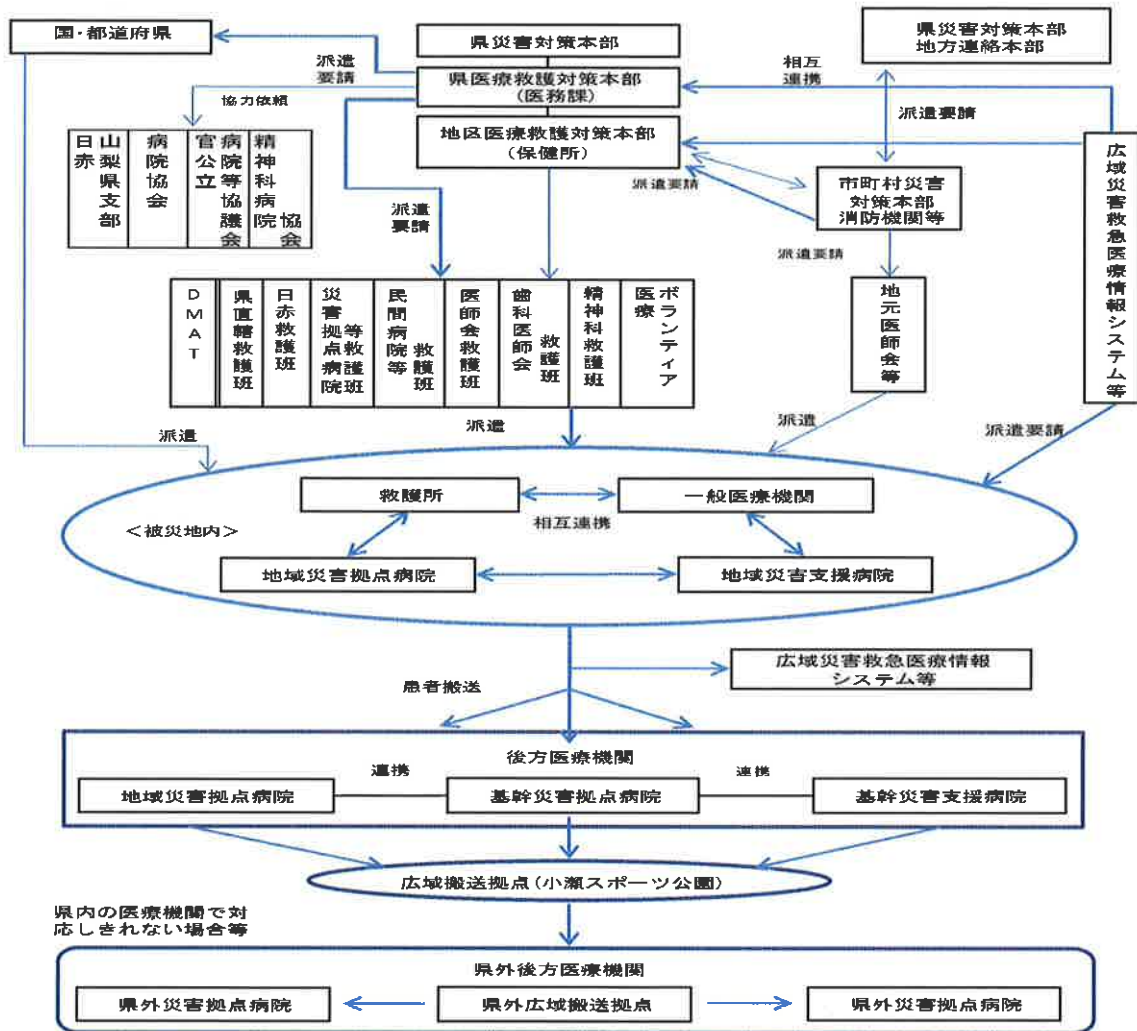 国・都道府県
県災害対策本部
県災害対策本部
地方連絡本部
派遣
要請
県医療救護対策本部
(医務課)
相互
連携
協力依頼
派遣要請
地区医療救護対策本部
(保健所)
日赤
山梨県支部
病院協会
官公立
病院等協議会
精神科病院
協会
派遣
要請
派遣要請
市町村災害
対策本部
消防機関等
広域災害救急医療情報システム等
派遣要請
DMAT
県直轄救護班
日赤救護班
災害拠点病院
等救護班
民間病院等
救護班
医師会救護班
歯科医師会
救護班
精神科救護班
医療
ボランティア
地元医師会等
派遣
派遣
派遣
派遣要請
救護所
一般医療機関
<被災地内>
相互連携
地域災害拠点病院
地域災害支援病院
広域災害救急医療情報
システム等
患者搬送
後方医療機関
連携
連携
地域災害拠点病院
基幹災害拠点病院
基幹災害支援病院
広域搬送拠点(小瀬スポーツ公園)
県内の医療機関で対
応しきれない場合等
県外後方医療機関
県外災害拠点病院
県外広域搬送拠点
県外災害拠点病院